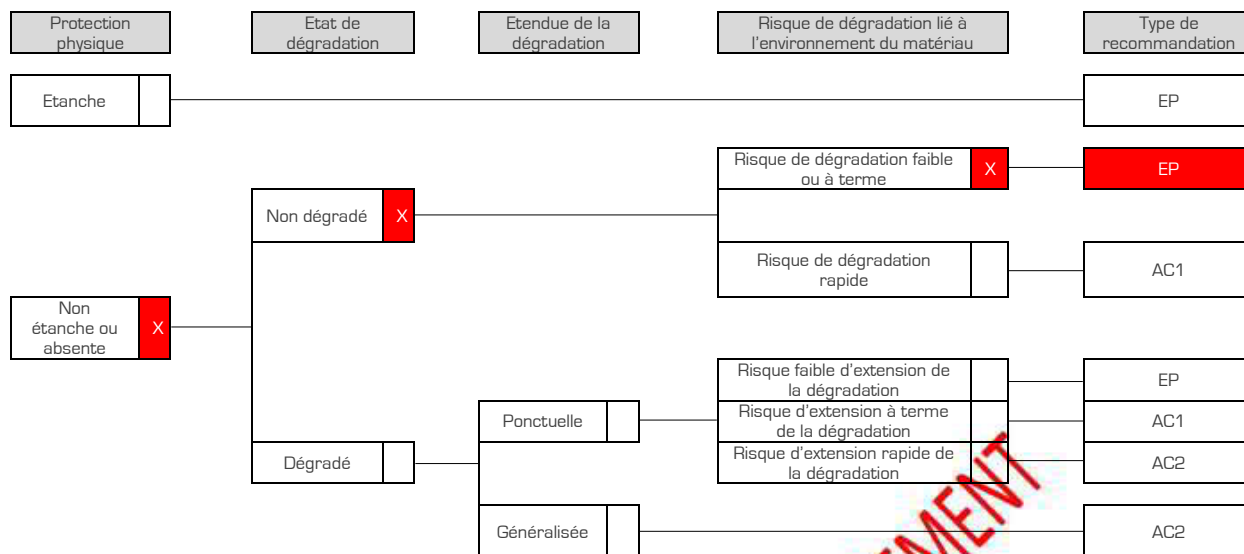 Protection
physique
Etat de
dégradation
Etendue de la
dégradation
Risque de dégradation lié à
l'environnement du matériau
Type de
recommandation
Etanche
EP
Risque de dégradation faible
ou à terme
X
EP
Non dégradé
X
Risque de dégradation
rapide
AC1
Non
étanche ou
absente
X
Risque faible d'extension de
la dégradation
EP
Ponctuelle
Risque d'extension à terme
de la dégradation
AC1
Dégradé
Risque d'extension rapide de
la dégradation
AC2
Généralisée
AC2